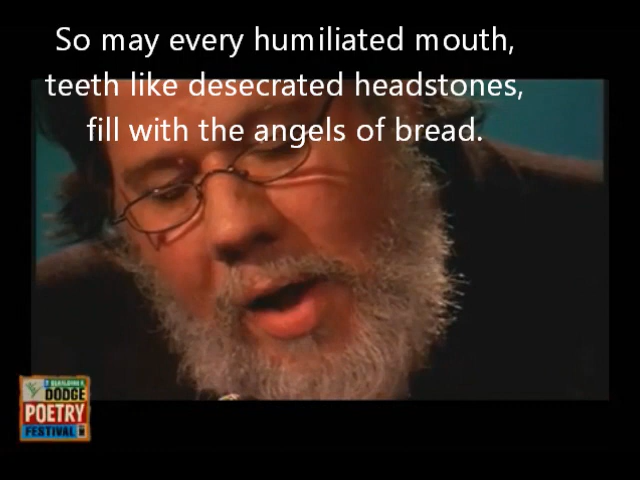 So may every humiliated mouth,
teeth like desecrated headstones,
fill with the angels of bread.
DODGE
POETRY
FESTIVAL